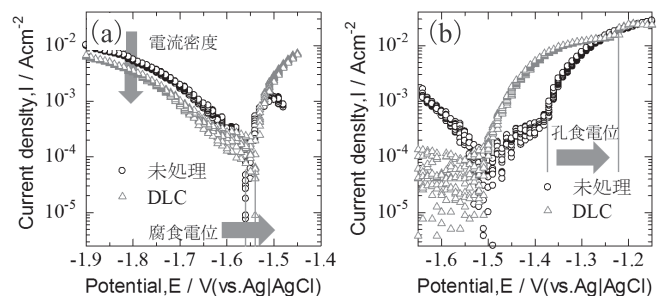 (a)
電流密度
Current density,I / Acm-2
10-2
10-3
10-4
10-5
未処理
DLC
腐食電位
-1.9 -1.8 -1.7 -1.6 -1.5 -1.4
Potential,E / V(vs.Ag|AgCl)
(b)
Current density,I / Acm-2
10-2
10-3
10-4
10-5
孔食電位
未処理
DLC
-1.6 -1.5 -1.4 -1.3 -1.2
Potential,E / V(vs.Ag|AgCl)